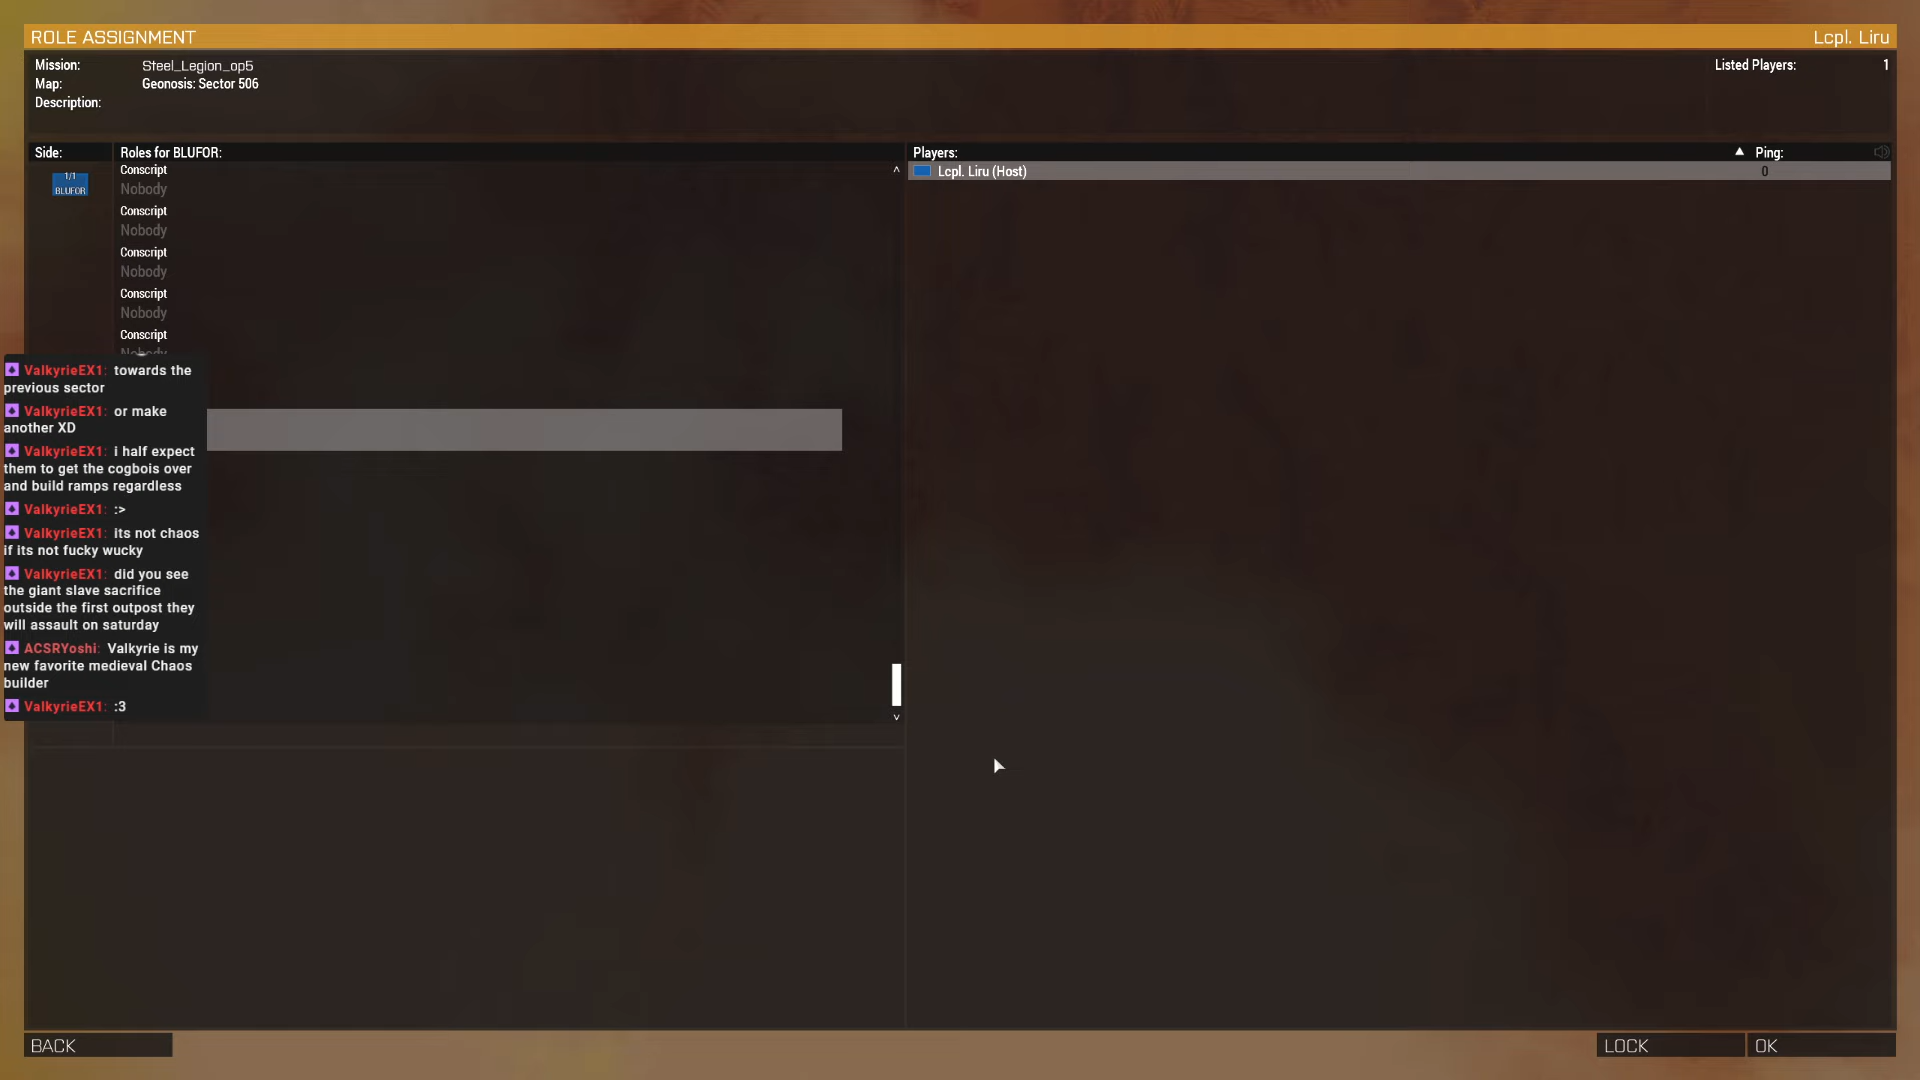 ROLE ASSIGNMENT
Lcpl. Liru
Mission:
Steel_Legion_op5
Listed Players:
1
Map:
Geonosis: Sector 506
Description:
Side:
Roles for BLUFOR:
Players:
Ping:
1/1
BLUFOR
Conscript
Nobody
Conscript
Nobody
Conscript
Nobody
Conscript
Nobody
Conscript
Nobody
Lcpl. Liru (Host)
0
ValkyrieEX1: towards the
previous sector
ValkyrieEX1: or make
another XD
ValkyrieEX1: i half expect
them to get the cogbois over
and build ramps regardless
ValkyrieEX1: :>
ValkyrieEX1: its not chaos
if its not fucky wucky
ValkyrieEX1: did you see
the giant slave sacrifice
outside the first outpost they
will assault on saturday
ACSRYoshi: Valkyrie is my
new favorite medieval Chaos
builder
ValkyrieEX1: :3
BACK
LOCK
OK